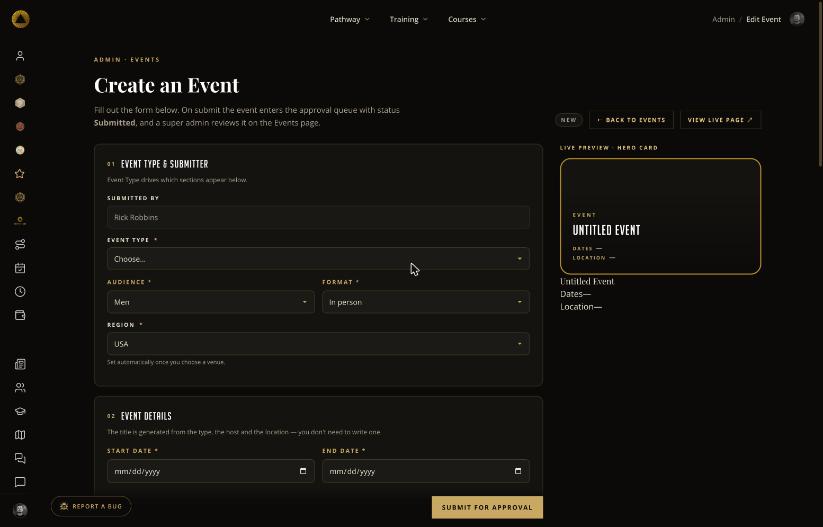 Pathway
Training
Courses
Admin / Edit Event
ADMIN · EVENTS
Create an Event
Fill out the form below. On submit the event enters the approval queue with status
Submitted, and a super admin reviews it on the Events page.
NEW
← BACK TO EVENTS
VIEW LIVE PAGE ↗
01 EVENT TYPE & SUBMITTER
Event Type drives which sections appear below.
SUBMITTED BY
Rick Robbins
EVENT TYPE *
Choose...
AUDIENCE *
FORMAT *
Men
In person
REGION *
USA
Set automatically once you choose a venue.
02 EVENT DETAILS
The title is generated from the type, the host and the location — you don't need to write one.
START DATE *
END DATE *
mm/dd/yyyy
mm/dd/yyyy
LIVE PREVIEW · HERO CARD
EVENT
UNTITLED EVENT
DATES —
LOCATION —
Untitled Event
Dates—
Location—
REPORT A BUG
SUBMIT FOR APPROVAL